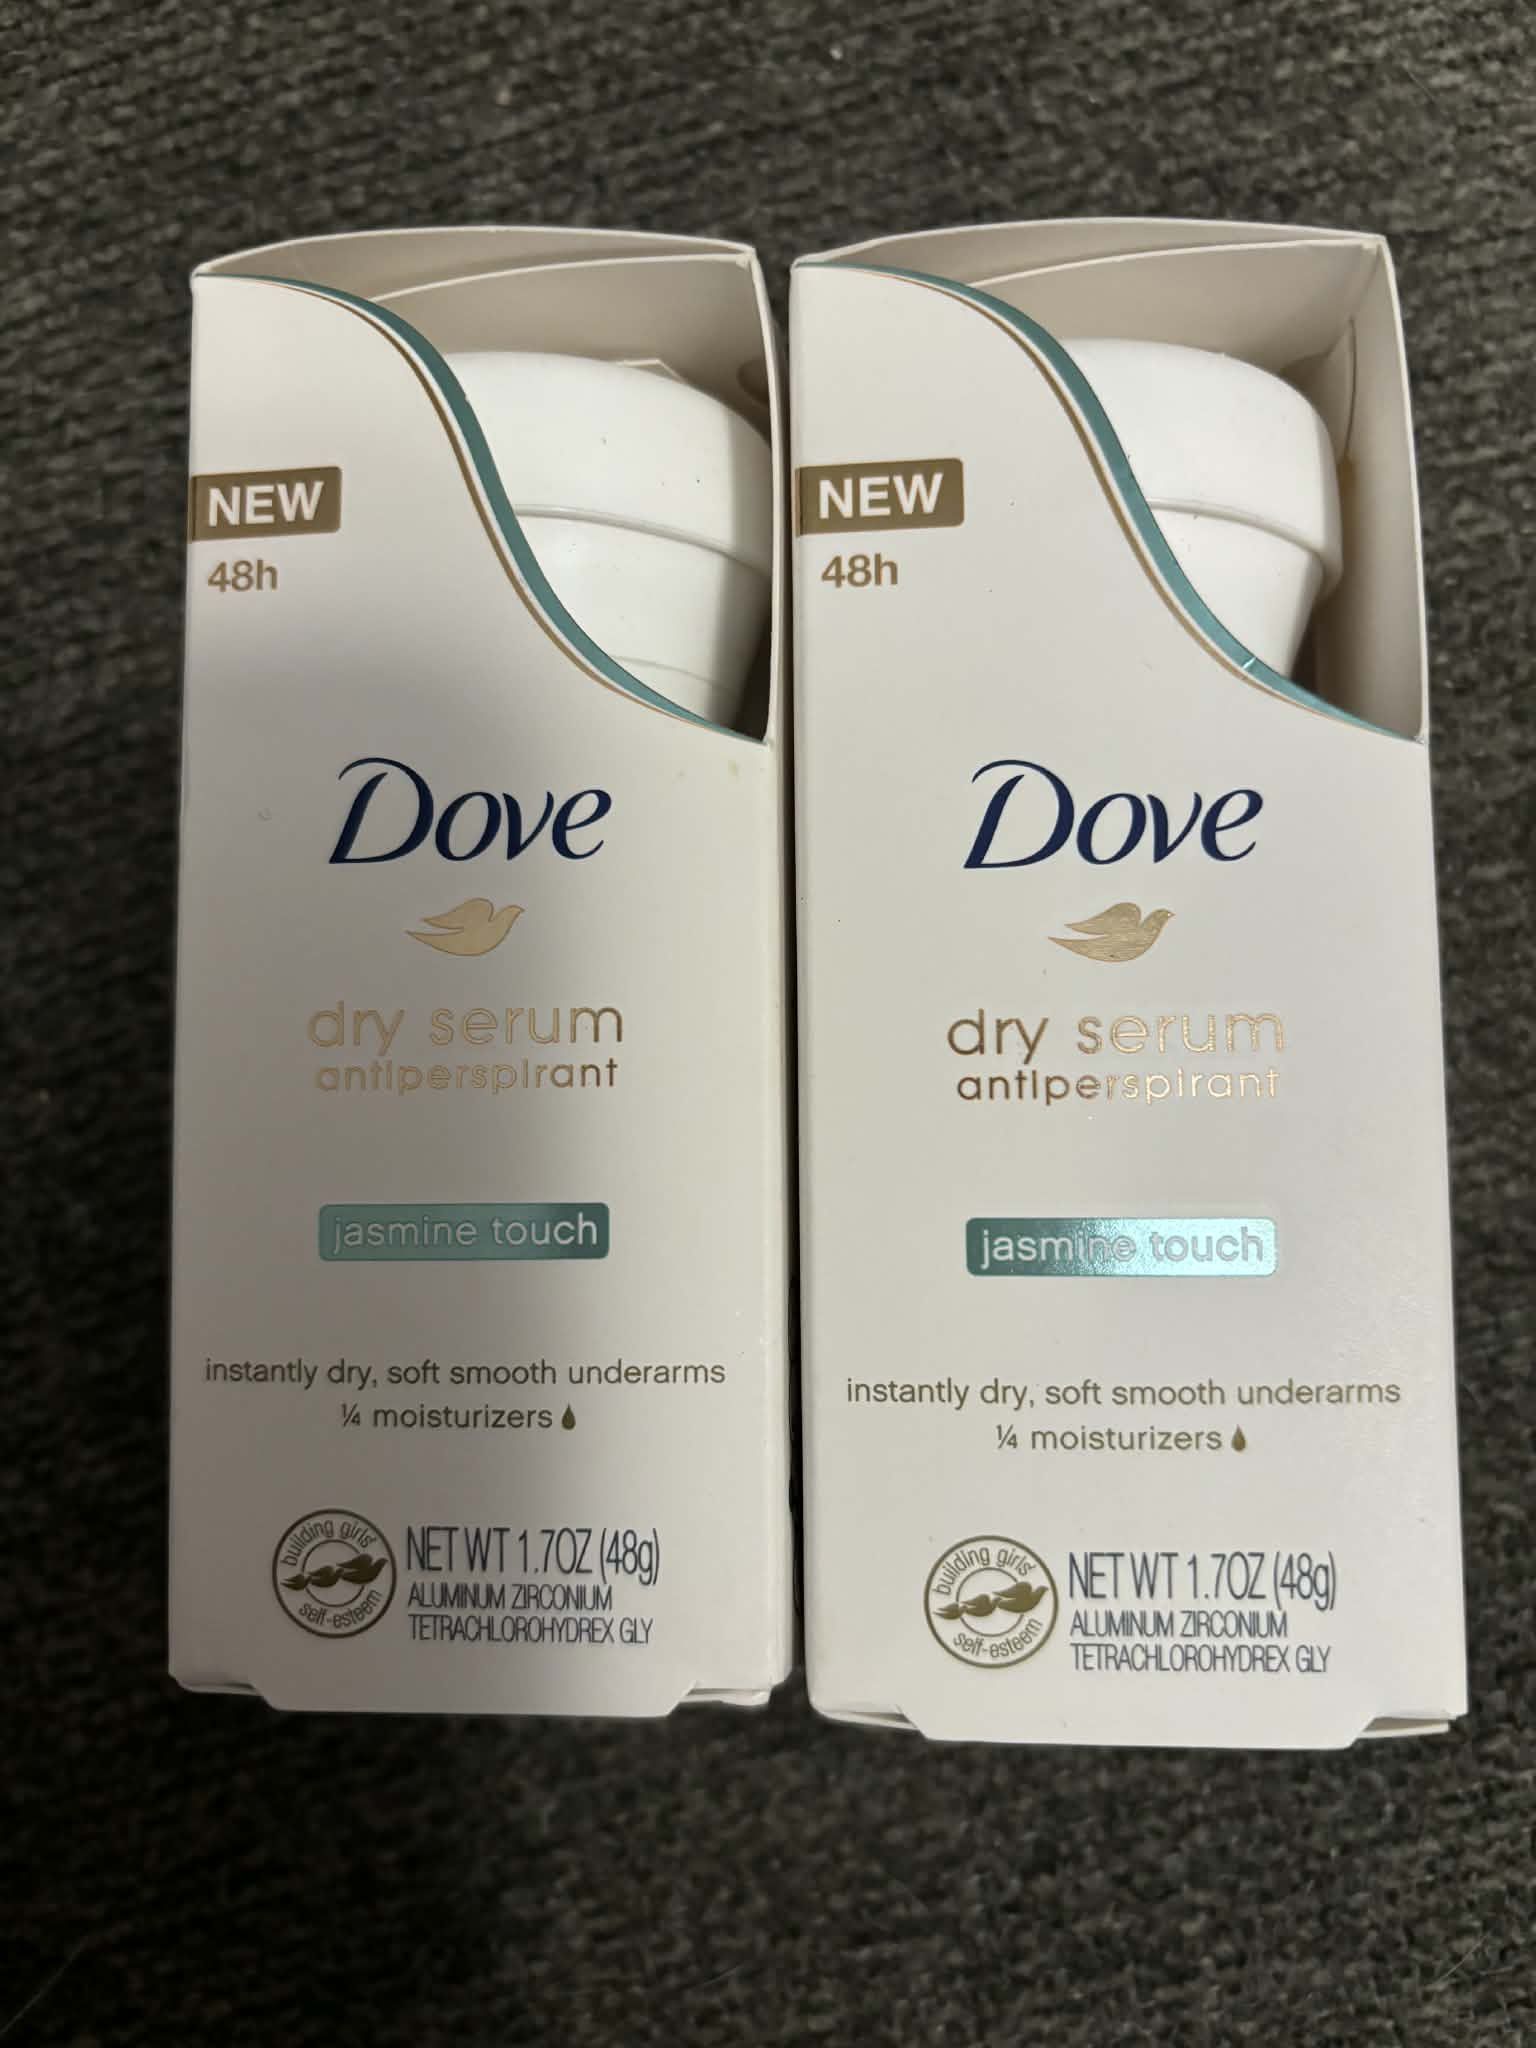 NEW
48h
Dove
dry serum
antiperspirant
jasmine touch
instantly dry, soft smooth underarms
¼ moisturizers
building girls'
self-esteem
NET WT 1.7OZ (48g)
ALUMINUM ZIRCONIUM
TETRACHLOROHYDREX GLY
NEW
48h
Dove
dry serum
antiperspirant
jasmine touch
instantly dry, soft smooth underarms
¼ moisturizers
building girls'
self-esteem
NET WT 1.7OZ (48g)
ALUMINUM ZIRCONIUM
TETRACHLOROHYDREX GLY